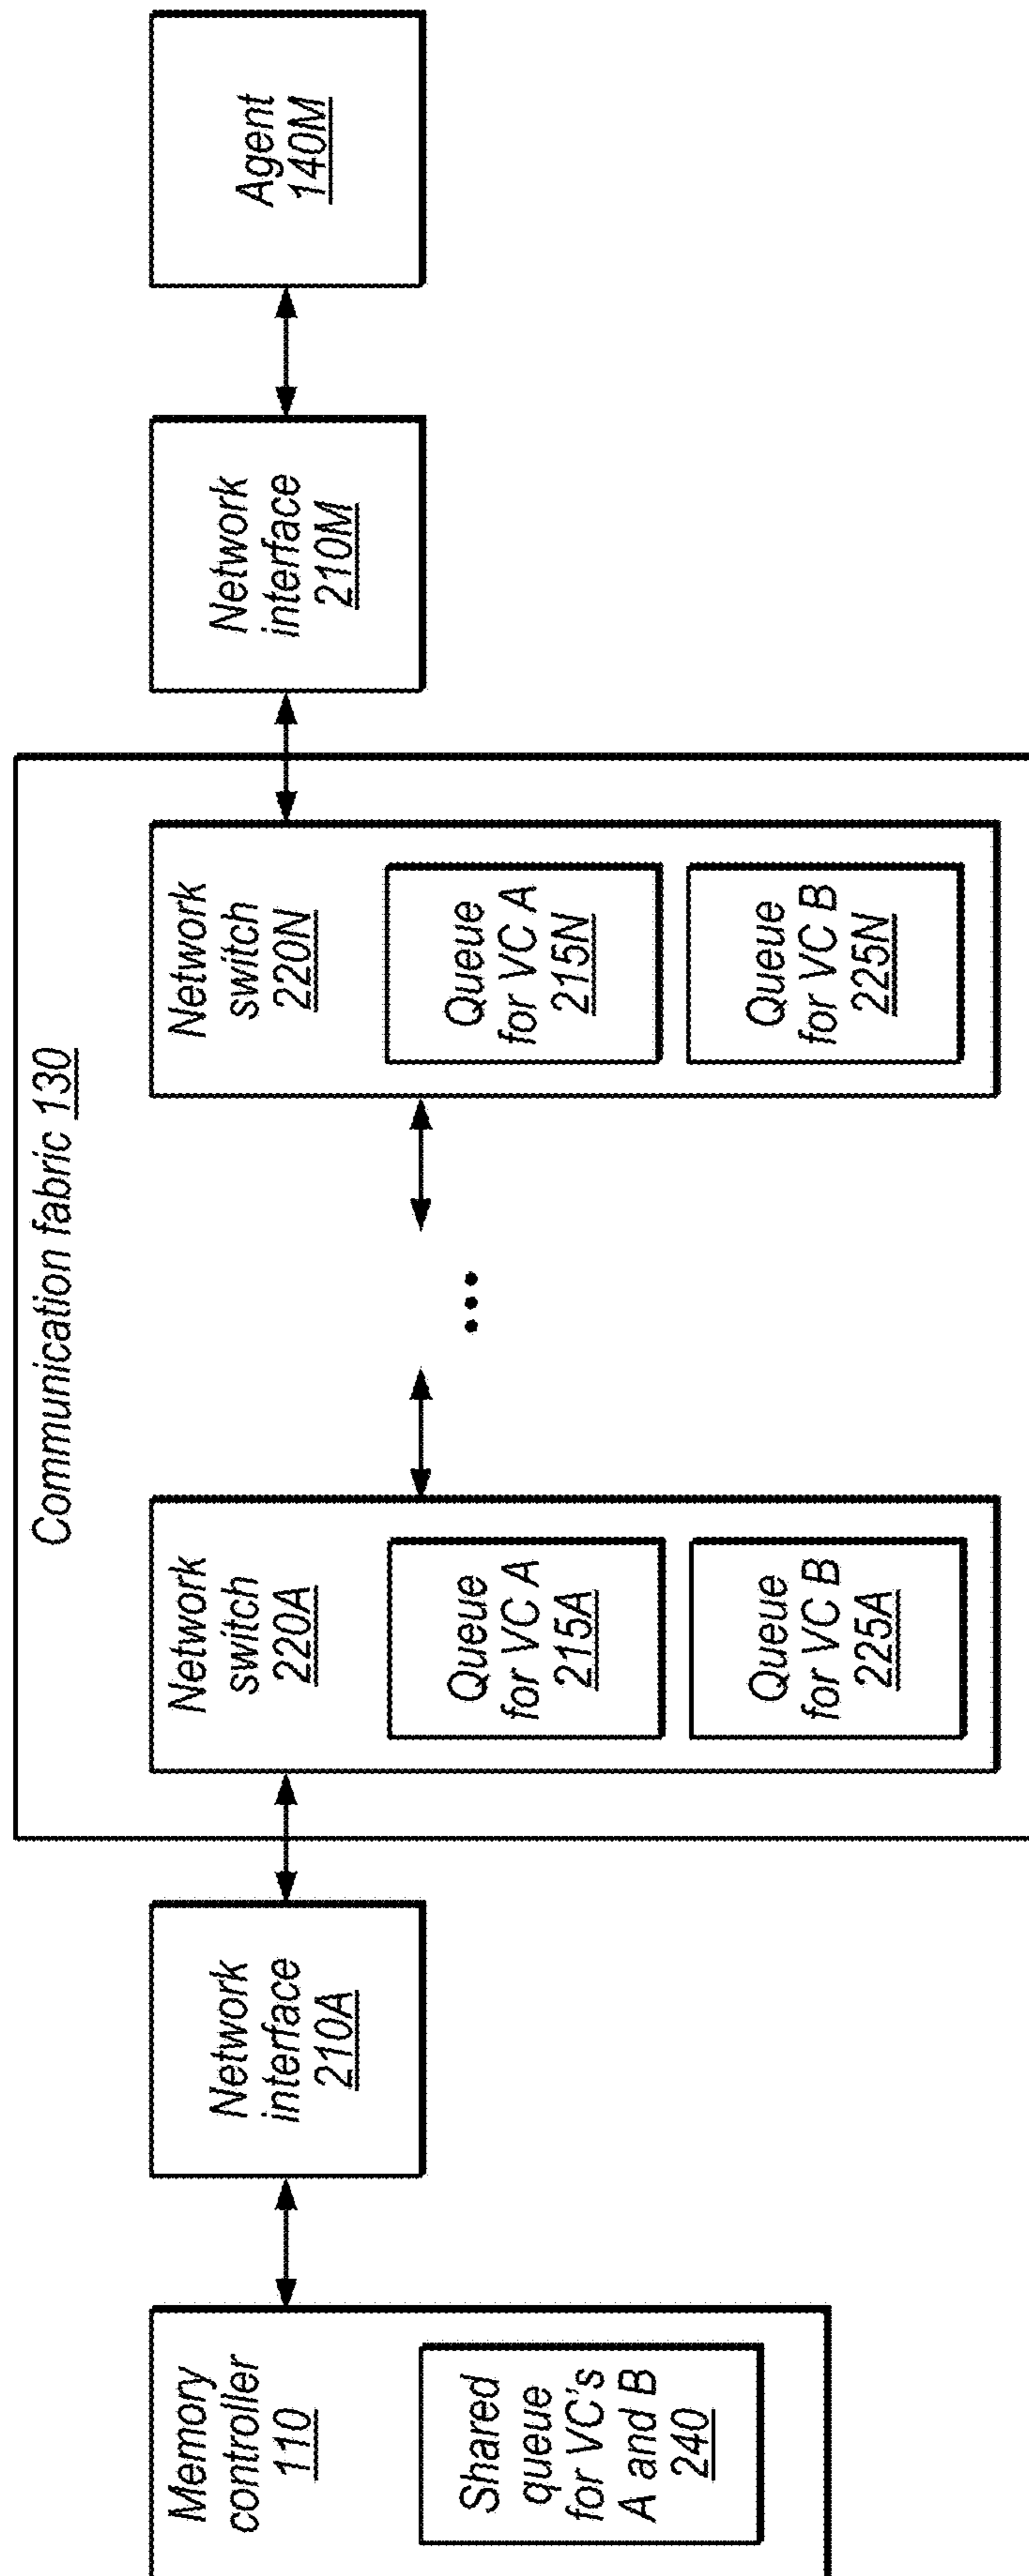 Communication fabric 130
Memory
controller
110
Shared
queue
for VC's
A and B
240
Network
interface
210A
Network
switch
220A
Queue
for VC A
215A
Queue
for VC B
225A
...
Network
switch
220N
Queue
for VC A
215N
Queue
for VC B
225N
Network
interface
210M
Agent
140M